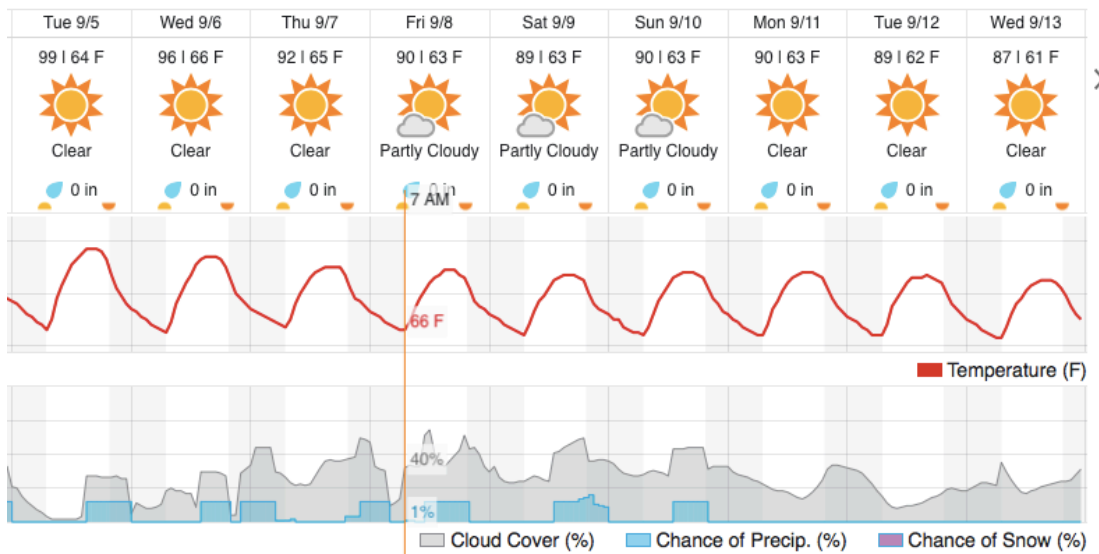 Tue 9/5 Wed 9/6 Thu 9/7 Fri 9/8 Sat 9/9 Sun 9/10 Mon 9/11 Tue 9/12 Wed 9/13
99 | 64 F 96 | 66 F 92 | 65 F 90 | 63 F 89 | 63 F 90 | 63 F 90 | 63 F 89 | 62 F 87 | 61 F
Clear Clear Clear Partly Cloudy Partly Cloudy Partly Cloudy Clear Clear Clear
0 in 0 in 0 in 0 in 0 in 0 in 0 in 0 in 0 in
7 AM
66 F
Temperature (F)
40%
1%
Cloud Cover (%) Chance of Precip. (%) Chance of Snow (%)